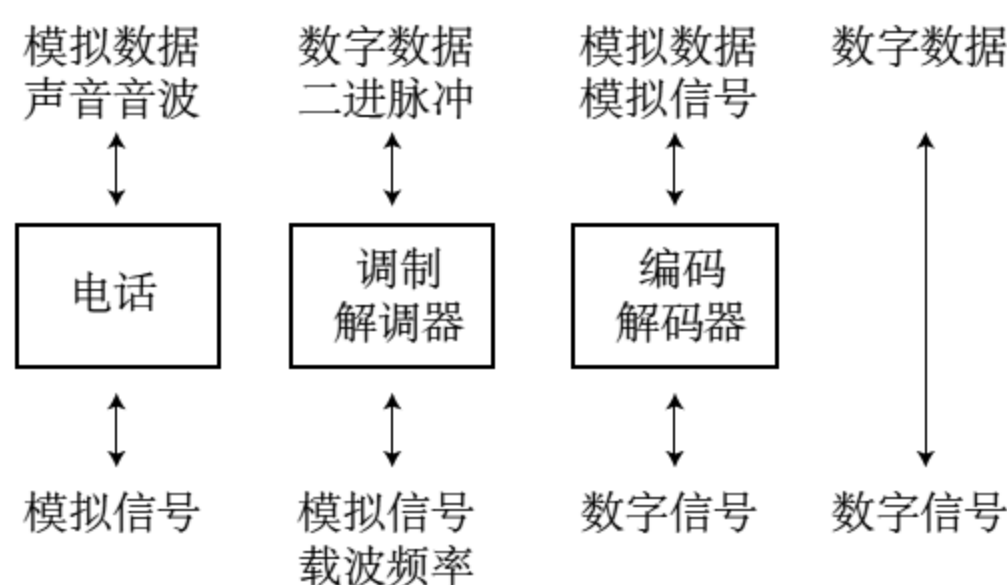 模拟数据
声音音波
数字数据
二进脉冲
模拟数据
模拟信号
数字数据
电话
调制
解调器
编码
解码器
模拟信号
模拟信号
载波频率
数字信号
数字信号